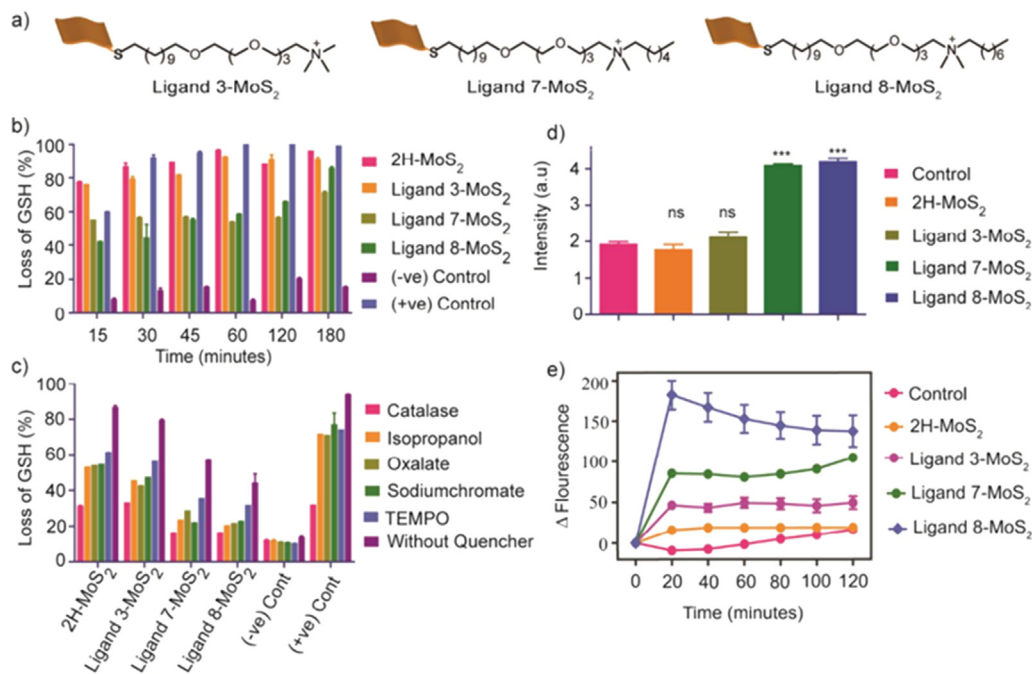 a)
S
9
O
O
3
N
+
Ligand 3-MoS₂
S
9
O
O
3
N
+
4
Ligand 7-MoS₂
S
9
O
O
3
N
+
6
Ligand 8-MoS₂
b)
Loss of GSH (%)
100
80
60
40
20
0
15 30 45 60 120 180
Time (minutes)
2H-MoS₂
Ligand 3-MoS₂
Ligand 7-MoS₂
Ligand 8-MoS₂
(-ve) Control
(+ve) Control
c)
Loss of GSH (%)
100
80
60
40
20
0
2H-MoS₂
Ligand 3-MoS₂
Ligand 7-MoS₂
Ligand 8-MoS₂
(-ve) Cont
(+ve) Cont
Catalase
Isopropanol
Oxalate
Sodiumchromate
TEMPO
Without Quencher
d)
Intensity (a.u)
4
2
1
0
ns
ns
***
***
Control
2H-MoS₂
Ligand 3-MoS₂
Ligand 7-MoS₂
Ligand 8-MoS₂
e)
Δ Flourescence
200
150
100
50
0
0 20 40 60 80 100 120
Time (minutes)
Control
2H-MoS₂
Ligand 3-MoS₂
Ligand 7-MoS₂
Ligand 8-MoS₂